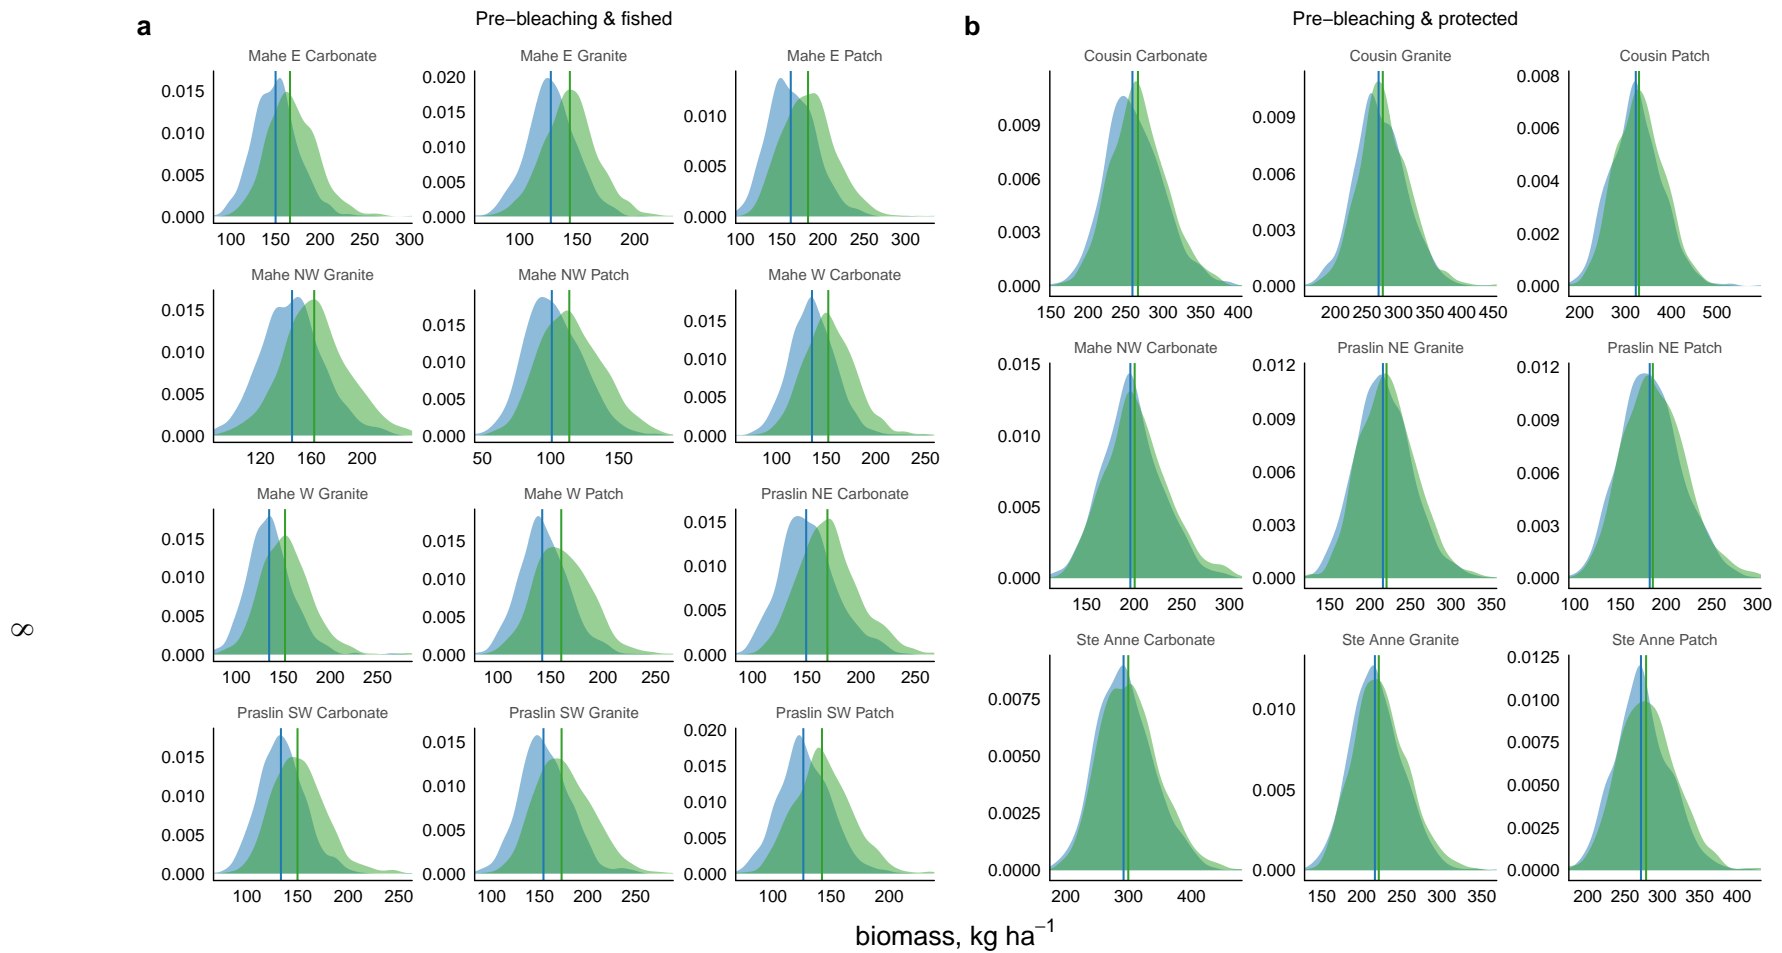 a
Pre−bleaching & fished
Mahe E Carbonate
0.015
0.010
0.005
0.000
100 150 200 250 300
Mahe E Granite
0.020
0.015
0.010
0.005
0.000
100 150 200
Mahe E Patch
0.010
0.005
0.000
100 150 200 250 300
Mahe NW Granite
0.015
0.010
0.005
0.000
120 160 200
Mahe NW Patch
0.015
0.010
0.005
0.000
50 100 150
Mahe W Carbonate
0.015
0.010
0.005
0.000
100 150 200 250
Mahe W Granite
0.015
0.010
0.005
0.000
100 150 200 250
Mahe W Patch
0.015
0.010
0.005
0.000
100 150 200 250
Praslin NE Carbonate
0.015
0.010
0.005
0.000
100 150 200 250
Praslin SW Carbonate
0.015
0.010
0.005
0.000
100 150 200 250
Praslin SW Granite
0.015
0.010
0.005
0.000
100 150 200 250
Praslin SW Patch
0.020
0.015
0.010
0.005
0.000
100 150 200
b
Pre−bleaching & protected
Cousin Carbonate
0.009
0.006
0.003
0.000
150 200 250 300 350 400
Cousin Granite
0.009
0.006
0.003
0.000
200 250 300 350 400 450
Cousin Patch
0.008
0.006
0.004
0.002
0.000
200 300 400 500
Mahe NW Carbonate
0.015
0.010
0.005
0.000
150 200 250 300
Praslin NE Granite
0.012
0.009
0.006
0.003
0.000
150 200 250 300 350
Praslin NE Patch
0.012
0.009
0.006
0.003
0.000
100 150 200 250 300
Ste Anne Carbonate
0.0075
0.0050
0.0025
0.0000
200 300 400
Ste Anne Granite
0.010
0.005
0.000
150 200 250 300 350
Ste Anne Patch
0.0125
0.0100
0.0075
0.0050
0.0025
0.0000
200 250 300 350 400
biomass, kg ha⁻¹
8